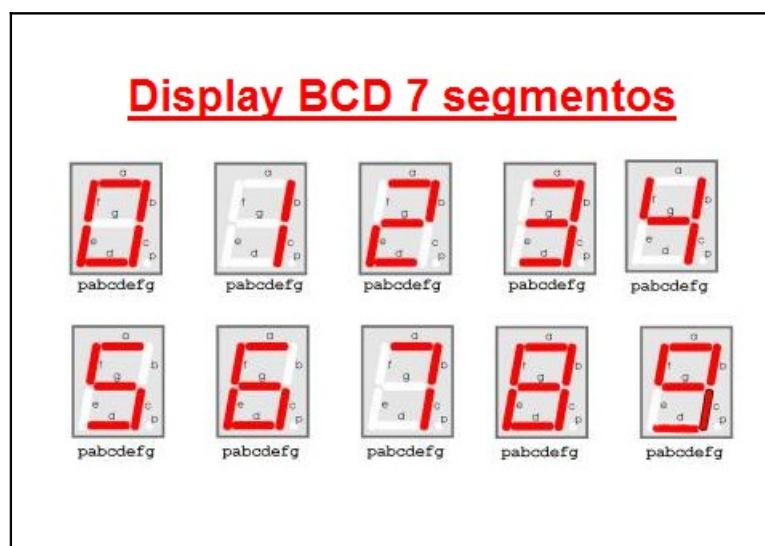 Display BCD 7 segmentos
a
f b
g
e c
d p
a
f b
g
e c
d p
a
f b
g
e c
d p
a
f b
g
e c
d p
a
f b
g
e c
d p
pabcdefg pabcdefg pabcdefg pabcdefg pabcdefg
a
f b
g
e c
d p
a
f b
g
e c
d p
a
f b
g
e c
d p
a
f b
g
e c
d p
a
f b
g
e c
d p
pabcdefg pabcdefg pabcdefg pabcdefg pabcdefg